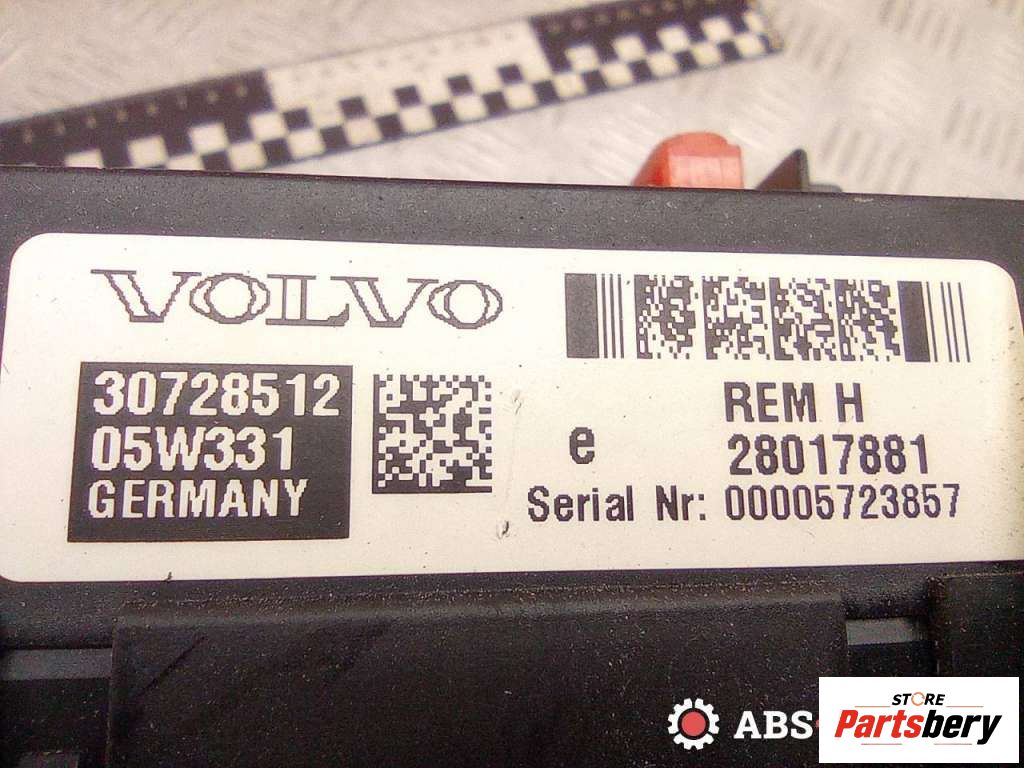 VOLVO
30728512
05W331
GERMANY
e
REM H
28017881
Serial Nr: 00005723857
ABS-
STORE
Partsbery